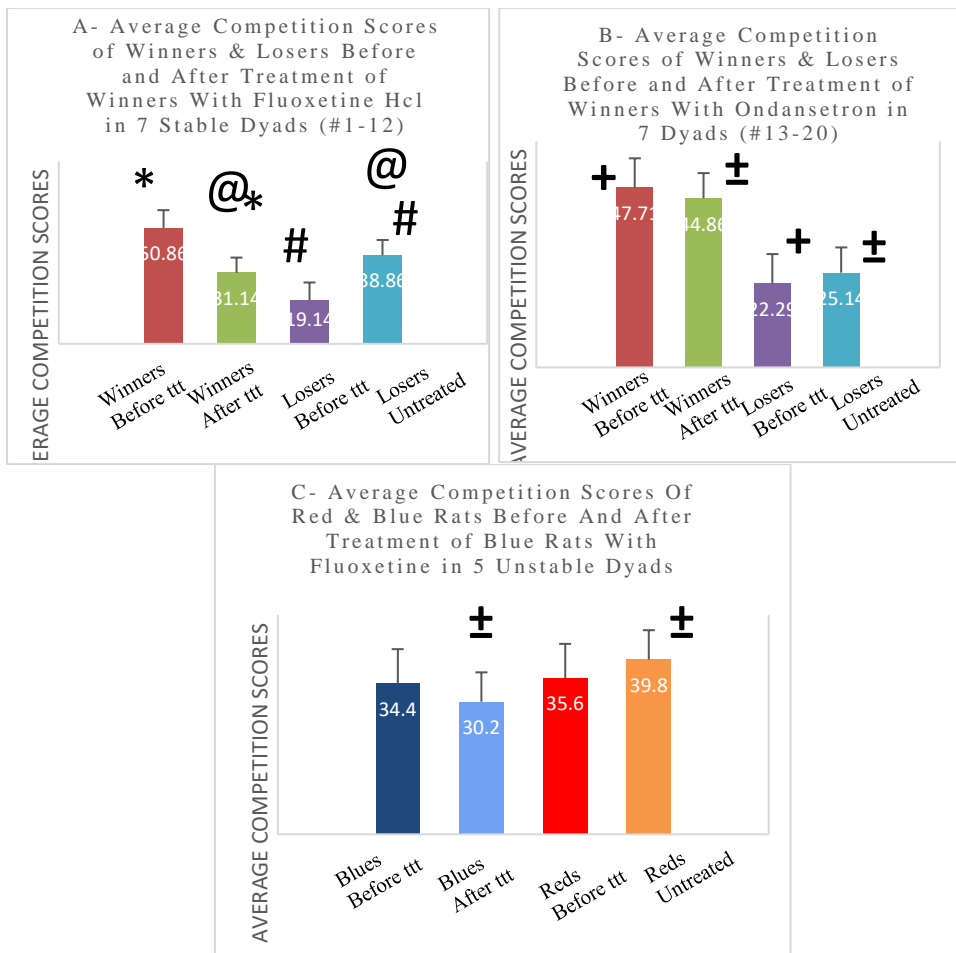 A- Average Competition Scores
of Winners & Losers Before
and After Treatment of
Winners With Fluoxetine Hcl
in 7 Stable Dyads (#1-12)
ERAGE COMPETITION SCORES
*
@*
#
@
#
50.86
31.14
19.14
38.86
Winners
Before ttt
Winners
After ttt
Losers
Before ttt
Losers
Untreated
B- Average Competition
Scores of Winners & Losers
Before and After Treatment of
Winners With Ondansetron in
7 Dyads (#13-20)
AVERAGE COMPETITION SCORES
+
±
+
±
47.71
44.86
22.29
25.14
Winners
Before ttt
Winners
After ttt
Losers
Before ttt
Losers
Untreated
C- Average Competition Scores Of
Red & Blue Rats Before And After
Treatment of Blue Rats With
Fluoxetine in 5 Unstable Dyads
AVERAGE COMPETITION SCORES
±
±
34.4
30.2
35.6
39.8
Blues
Before ttt
Blues
After ttt
Reds
Before ttt
Reds
Untreated